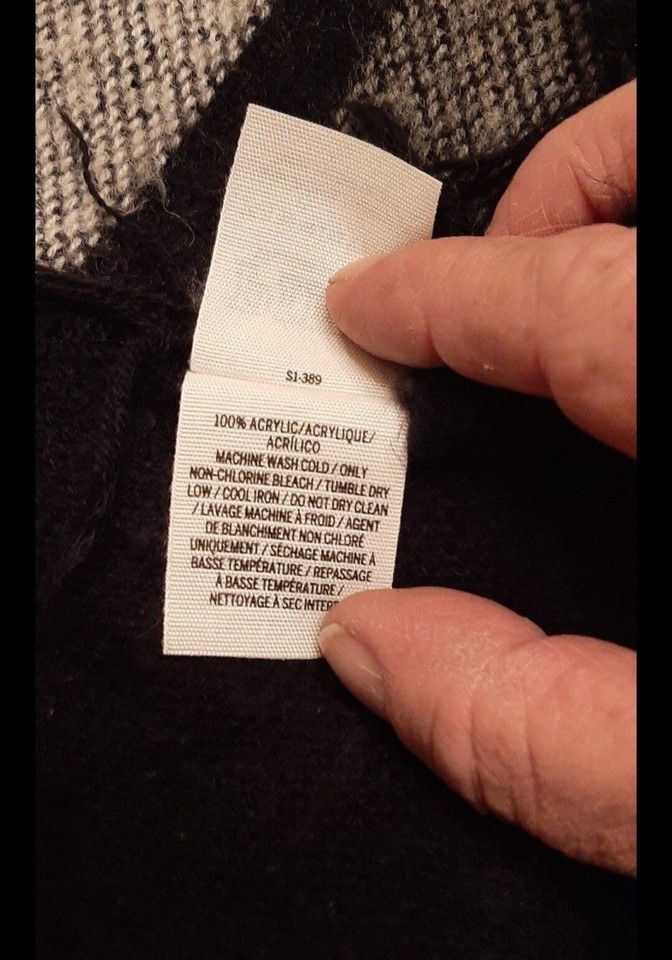 S1-389
100% ACRYLIC/ACRYLIQUE/
ACRÍLICO
MACHINE WASH COLD / ONLY
NON-CHLORINE BLEACH / TUMBLE DRY
LOW / COOL IRON / DO NOT DRY CLEAN
/ LAVAGE MACHINE À FROID / AGENT
DE BLANCHIMENT NON CHLORÉ
UNIQUEMENT / SÉCHAGE MACHINE À
BASSE TEMPÉRATURE / REPASSAGE
À BASSE TEMPÉRATURE /
NETTOYAGE À SEC